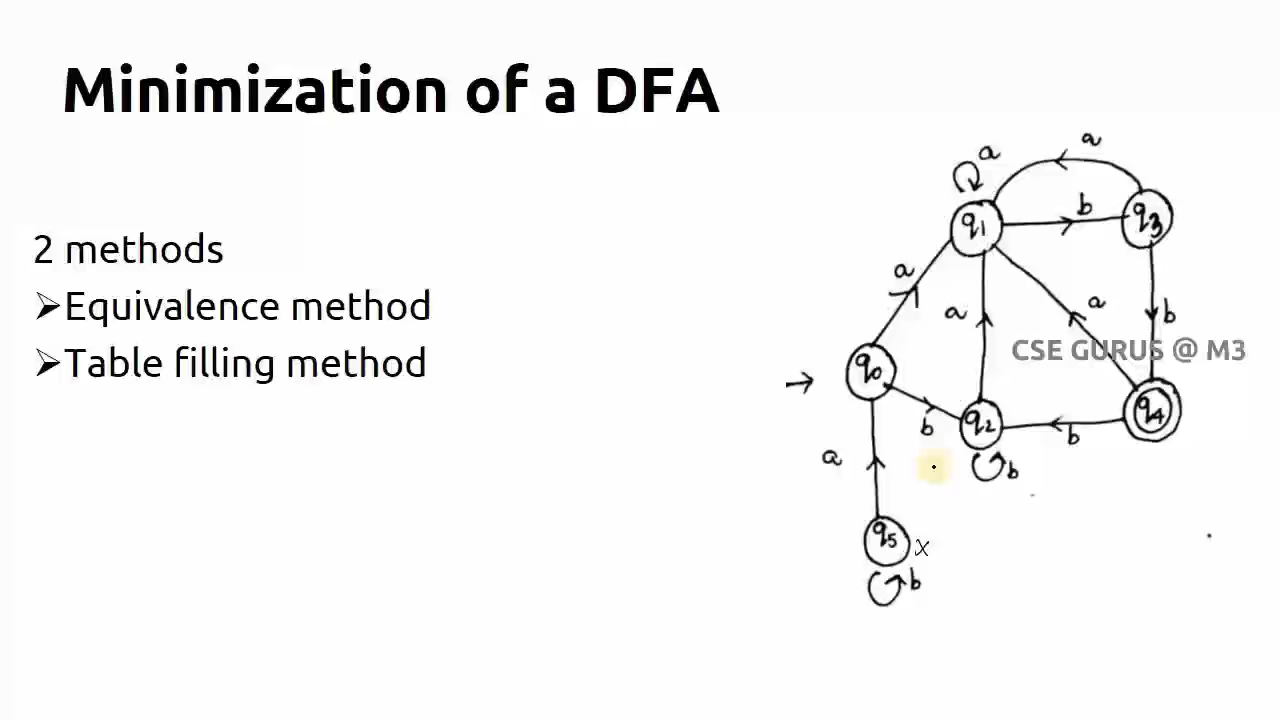 Minimization of a DFA
2 methods
➢Equivalence method
➢Table filling method
a
a
q1
b
q3
a
a
a
b
CSE GURUS @ M3
q0
b
q2
b
q4
a
b
q5
x
b